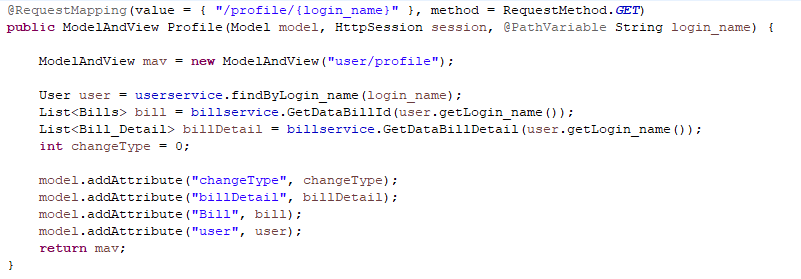 @RequestMapping(value = { "/profile/{login_name}" }, method = RequestMethod.GET)
public ModelAndView Profile(Model model, HttpSession session, @PathVariable String login_name) {
ModelAndView mav = new ModelAndView("user/profile");
User user = userservice.findByLogin_name(login_name);
List<Bills> bill = billservice.GetDataBillId(user.getLogin_name());
List<Bill_Detail> billDetail = billservice.GetDataBillDetail(user.getLogin_name());
int changeType = 0;
model.addAttribute("changeType", changeType);
model.addAttribute("billDetail", billDetail);
model.addAttribute("Bill", bill);
model.addAttribute("user", user);
return mav;
}